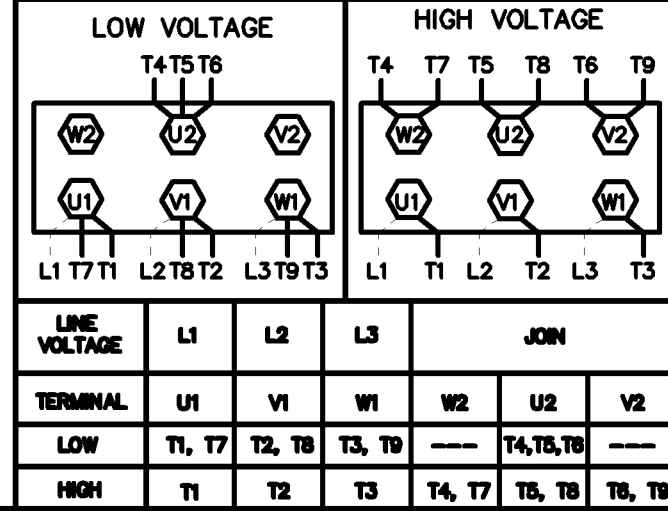 LOW VOLTAGE
T4 T5 T6
W2 U2 V2
U1 V1 W1
L1 T7 T1 L2 T8 T2 L3 T9 T3
HIGH VOLTAGE
T4 T7 T5 T8 T6 T9
W2 U2 V2
U1 V1 W1
L1 T1 L2 T2 L3 T3
LINE VOLTAGE L1 L2 L3 JOIN
TERMINAL U1 V1 W1 W2 U2 V2
LOW T1, T7 T2, T8 T3, T9 --- T4,T5,T6 ---
HIGH T1 T2 T3 T4, T7 T5, T8 T6, T9